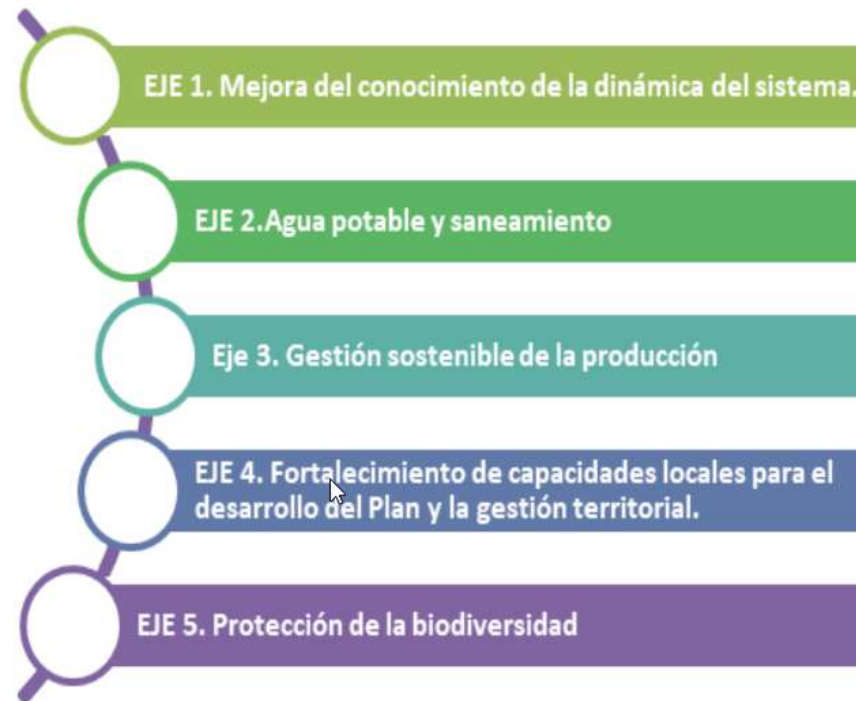 EJE 1. Mejora del conocimiento de la dinámica del sistema.
EJE 2.Agua potable y saneamiento
Eje 3. Gestión sostenible de la producción
EJE 4. Fortalecimiento de capacidades locales para el
desarrollo del Plan y la gestión territorial.
EJE 5. Protección de la biodiversidad